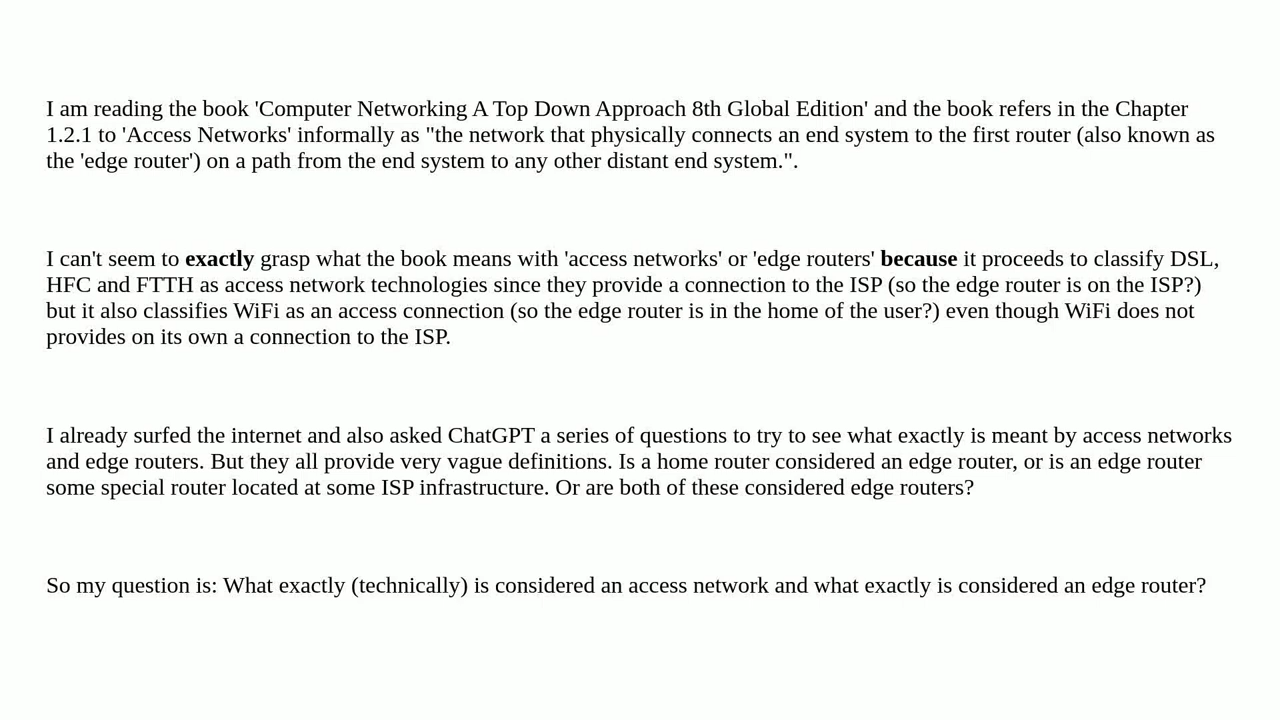 I am reading the book 'Computer Networking A Top Down Approach 8th Global Edition' and the book refers in the Chapter
1.2.1 to 'Access Networks' informally as "the network that physically connects an end system to the first router (also known as
the 'edge router') on a path from the end system to any other distant end system.".
I can't seem to exactly grasp what the book means with 'access networks' or 'edge routers' because it proceeds to classify DSL,
HFC and FTTH as access network technologies since they provide a connection to the ISP (so the edge router is on the ISP?)
but it also classifies WiFi as an access connection (so the edge router is in the home of the user?) even though WiFi does not
provides on its own a connection to the ISP.
I already surfed the internet and also asked ChatGPT a series of questions to try to see what exactly is meant by access networks
and edge routers. But they all provide very vague definitions. Is a home router considered an edge router, or is an edge router
some special router located at some ISP infrastructure. Or are both of these considered edge routers?
So my question is: What exactly (technically) is considered an access network and what exactly is considered an edge router?